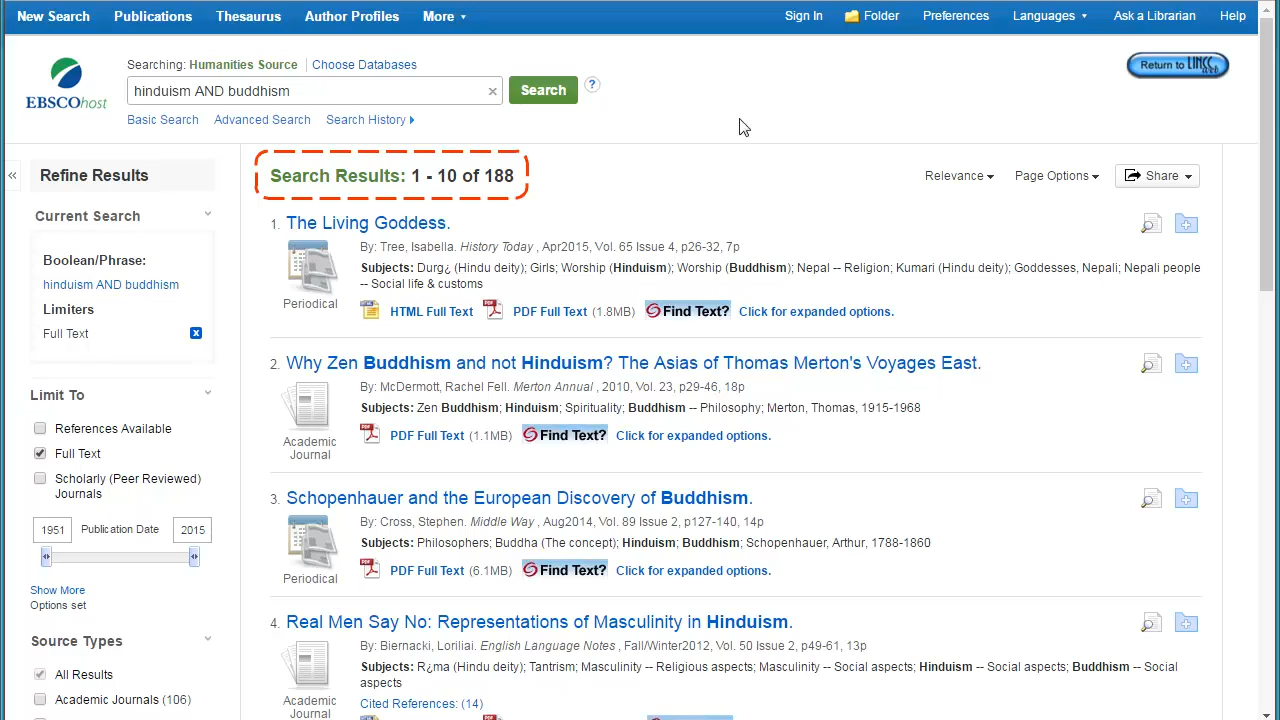 New Search Publications Thesaurus Author Profiles More Sign In Folder Preferences Languages Ask a Librarian Help
Searching: Humanities Source Choose Databases
EBSCOhost
hinduism AND buddhism × Search ?
Return to LINCCweb
Basic Search Advanced Search Search History
« Refine Results
Current Search
Boolean/Phrase:
hinduism AND buddhism
Limiters
Full Text x
Limit To
References Available
Full Text
Scholarly (Peer Reviewed)
Journals
1951 Publication Date 2015
Show More
Options set
Source Types
All Results
Academic Journals (106)
Search Results: 1 - 10 of 188
Relevance Page Options Share
1. The Living Goddess.
By: Tree, Isabella. History Today , Apr2015, Vol. 65 Issue 4, p26-32, 7p
Subjects: Durg¿ (Hindu deity); Girls; Worship (Hinduism); Worship (Buddhism); Nepal -- Religion; Kumari (Hindu deity); Goddesses, Nepali; Nepali people
-- Social life & customs
Periodical
HTML Full Text PDF PDF Full Text (1.8MB) Find Text? Click for expanded options.
2. Why Zen Buddhism and not Hinduism? The Asias of Thomas Merton's Voyages East.
By: McDermott, Rachel Fell. Merton Annual , 2010, Vol. 23, p29-46, 18p
Subjects: Zen Buddhism; Hinduism; Spirituality; Buddhism -- Philosophy; Merton, Thomas, 1915-1968
PDF PDF Full Text (1.1MB) Find Text? Click for expanded options.
Academic
Journal
3. Schopenhauer and the European Discovery of Buddhism.
By: Cross, Stephen. Middle Way , Aug2014, Vol. 89 Issue 2, p127-140, 14p
Subjects: Philosophers; Buddha (The concept); Hinduism; Buddhism; Schopenhauer, Arthur, 1788-1860
PDF PDF Full Text (6.1MB) Find Text? Click for expanded options.
Periodical
4. Real Men Say No: Representations of Masculinity in Hinduism.
By: Biernacki, Loriliai. English Language Notes , Fall/Winter2012, Vol. 50 Issue 2, p49-61, 13p
Subjects: R¿ma (Hindu deity); Tantrism; Masculinity -- Religious aspects; Masculinity -- Social aspects; Hinduism -- Social aspects; Buddhism -- Social
aspects
Academic
Journal
Cited References: (14)
PDF